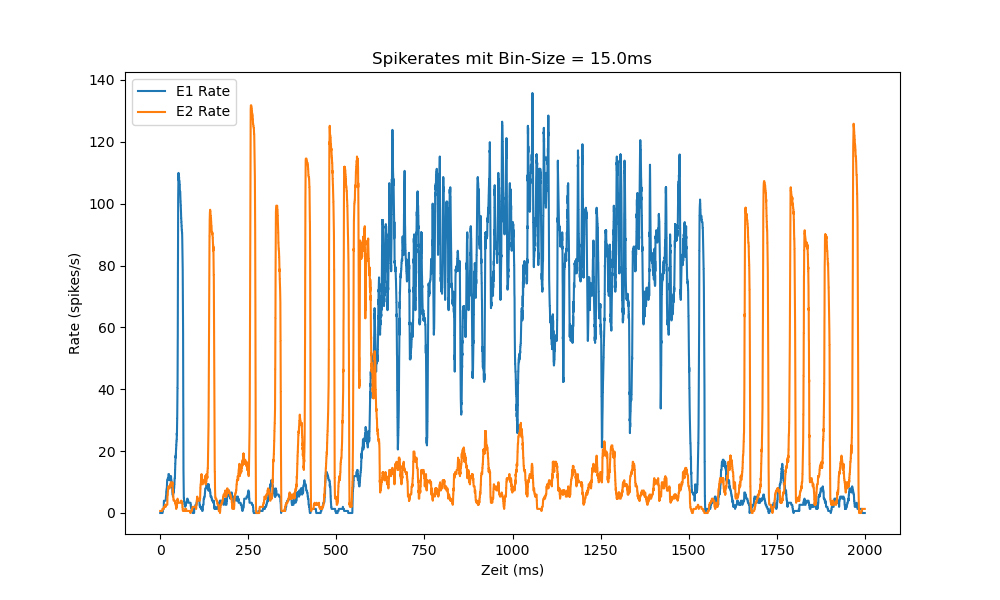 Spikerates mit Bin-Size = 15.0ms
E1 Rate
E2 Rate
140
120
100
80
60
40
20
0
Rate (spikes/s)
0 250 500 750 1000 1250 1500 1750 2000
Zeit (ms)